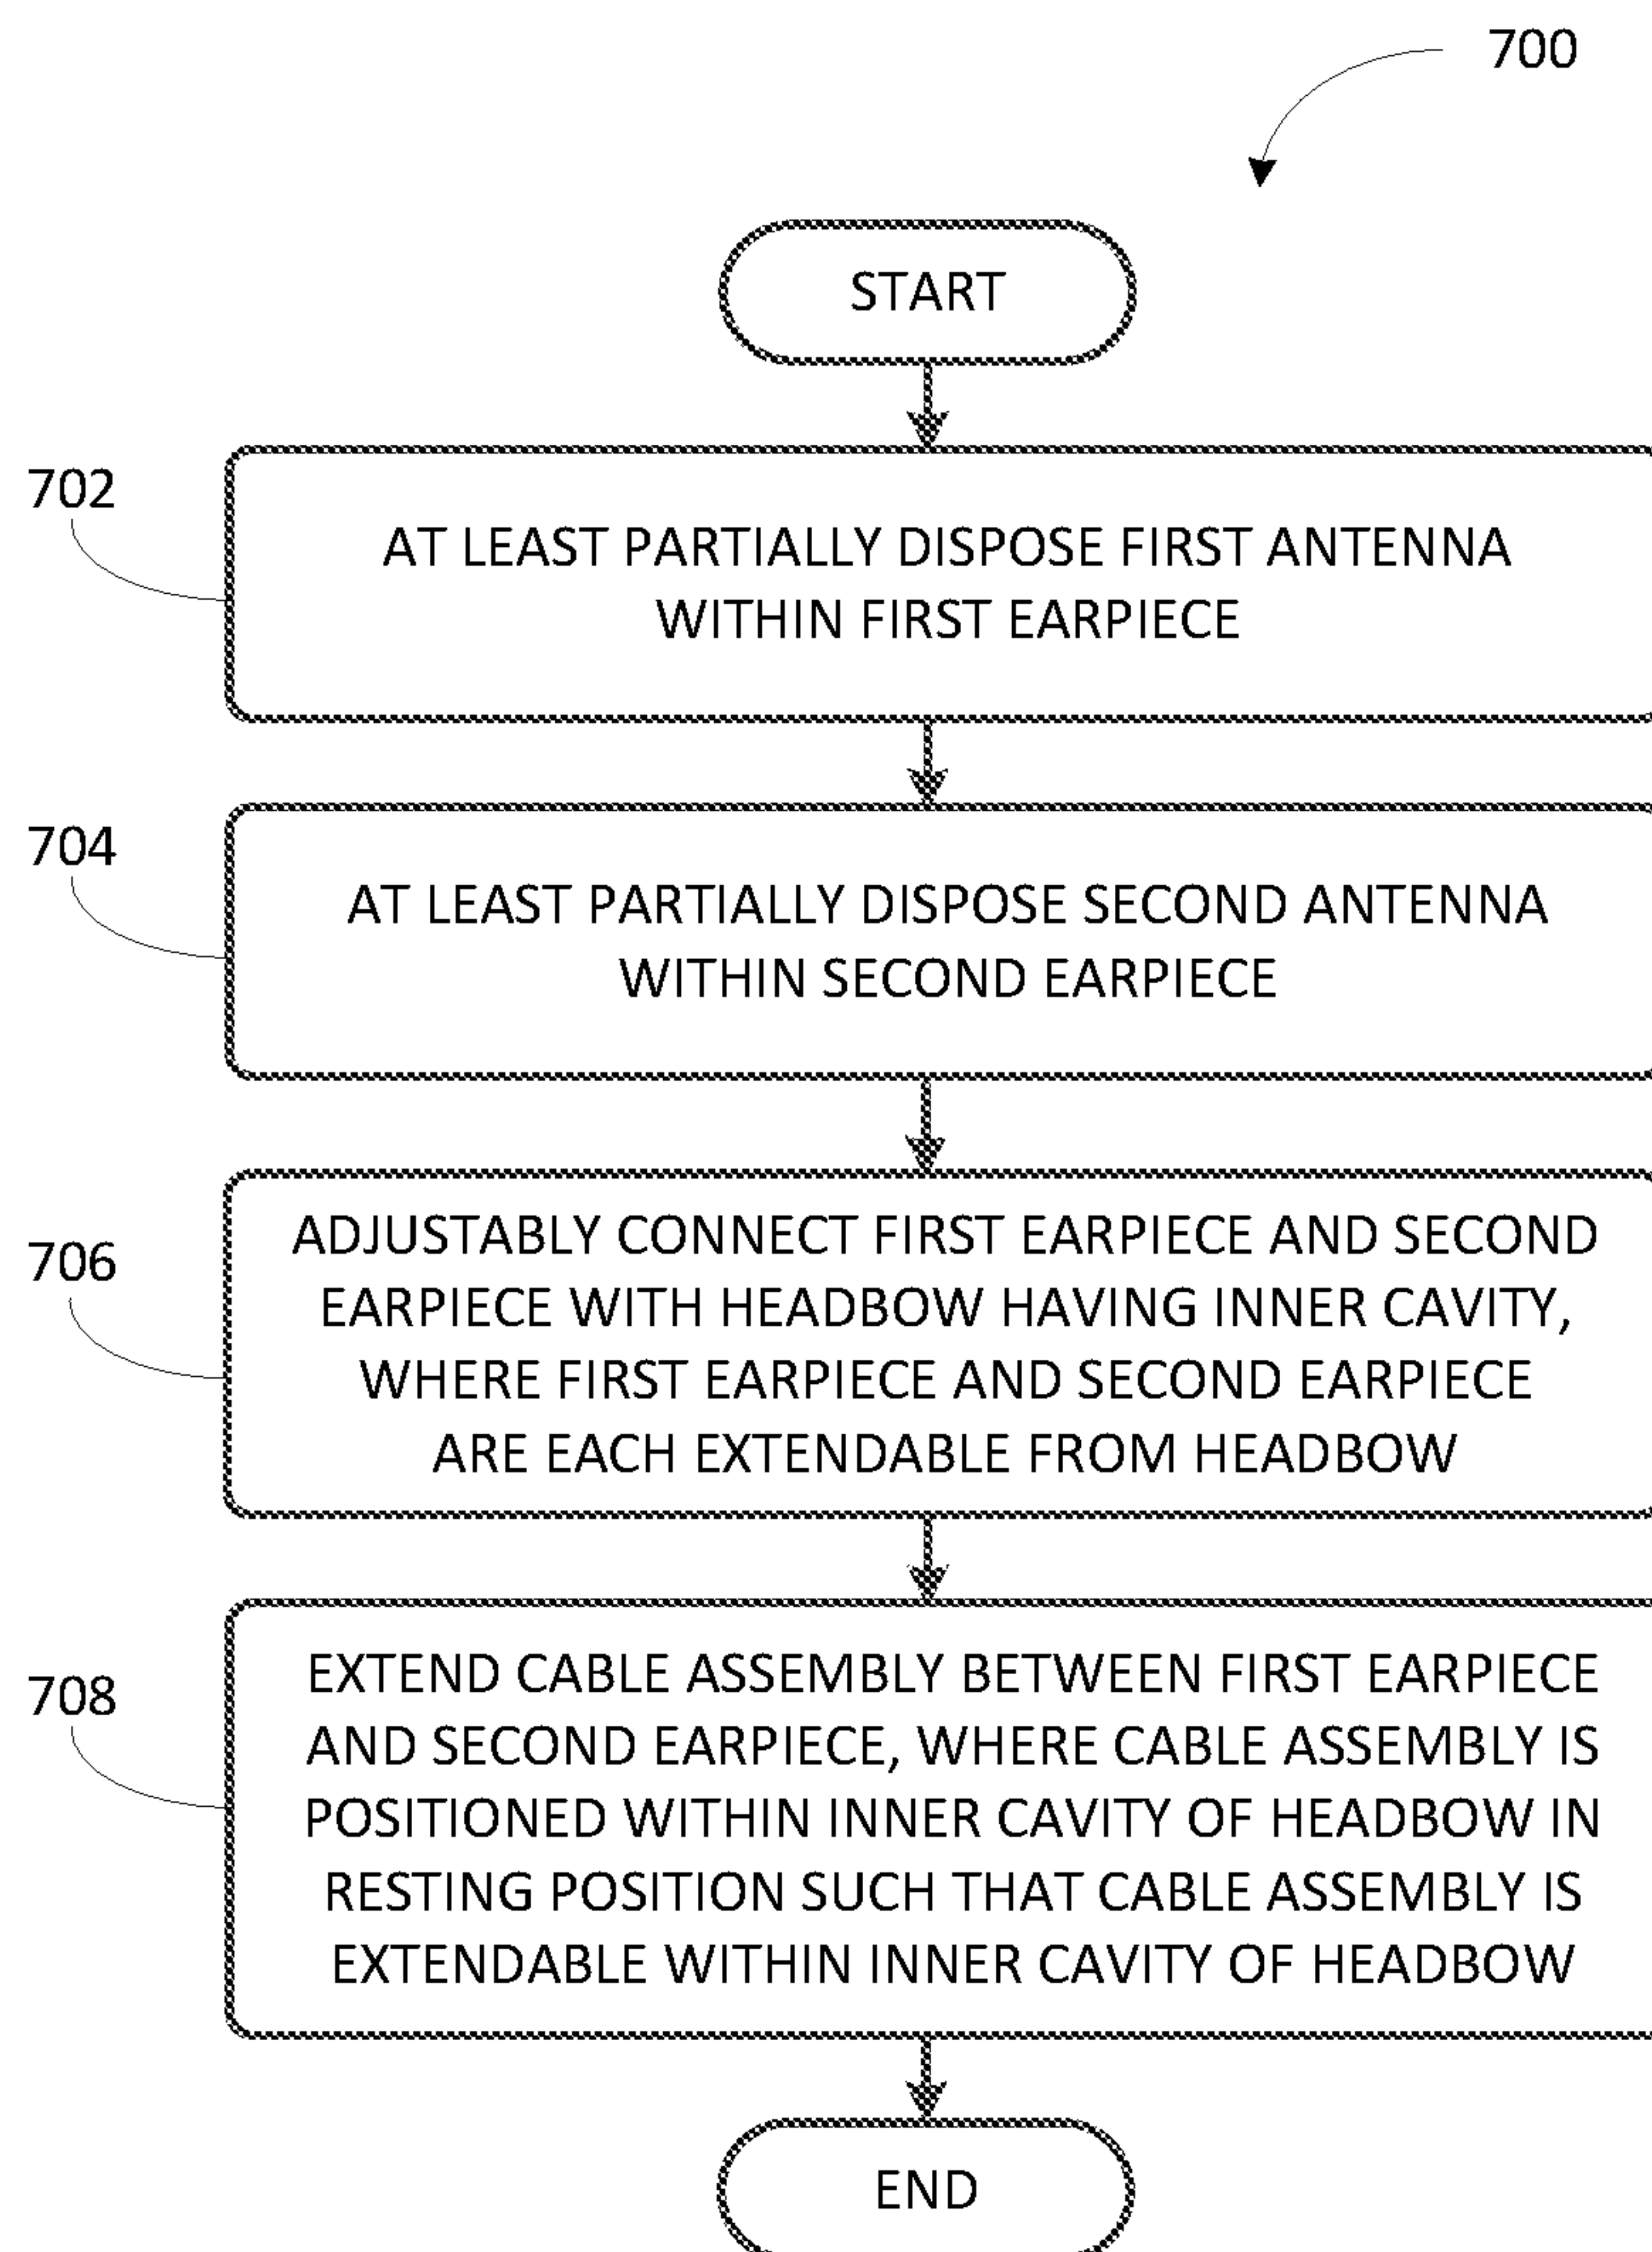 700
START
702
AT LEAST PARTIALLY DISPOSE FIRST ANTENNA
WITHIN FIRST EARPIECE
704
AT LEAST PARTIALLY DISPOSE SECOND ANTENNA
WITHIN SECOND EARPIECE
706
ADJUSTABLY CONNECT FIRST EARPIECE AND SECOND
EARPIECE WITH HEADBOW HAVING INNER CAVITY,
WHERE FIRST EARPIECE AND SECOND EARPIECE
ARE EACH EXTENDABLE FROM HEADBOW
708
EXTEND CABLE ASSEMBLY BETWEEN FIRST EARPIECE
AND SECOND EARPIECE, WHERE CABLE ASSEMBLY IS
POSITIONED WITHIN INNER CAVITY OF HEADBOW IN
RESTING POSITION SUCH THAT CABLE ASSEMBLY IS
EXTENDABLE WITHIN INNER CAVITY OF HEADBOW
END